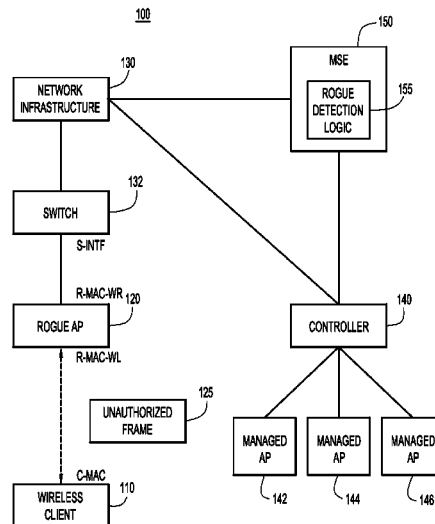 100
150
130
MSE
NETWORK
INFRASTRUCTURE
155
ROGUE
DETECTION
LOGIC
132
SWITCH
S-INTF
R-MAC-WR
120
140
ROGUE AP
CONTROLLER
R-MAC-WL
125
UNAUTHORIZED
FRAME
MANAGED
AP
MANAGED
AP
MANAGED
AP
C-MAC
110
WIRELESS
CLIENT
142
144
146